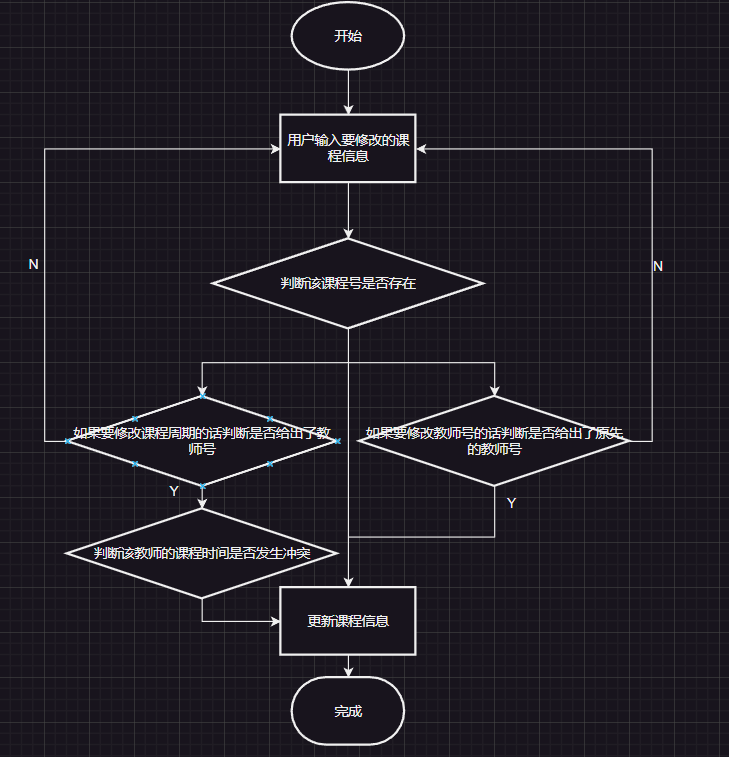 开始
用户输入要修改的课
程信息
N
N
判断该课程号是否存在
如果要修改课程周期的话判断是否给出了教
师号
如果要修改教师号的话判断是否给出了原先
的教师号
Y
Y
判断该教师的课程时间是否发生冲突
更新课程信息
完成